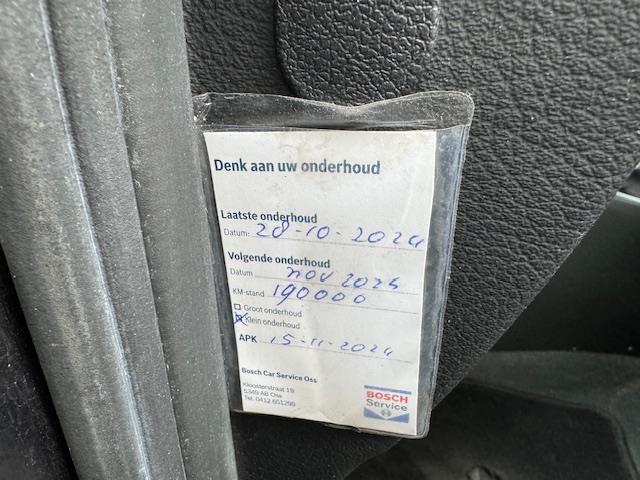 Denk aan uw onderhoud
Laatste onderhoud
Datum: 28-10-2024
Volgende onderhoud
Datum nov 2025
KM-stand 190000
Groot onderhoud
Klein onderhoud
APK 15-11-2024
Bosch Car Service Oss
Kloosterstraat 19
5349 AB Oss
Tel. 0412 651298
BOSCH
Service